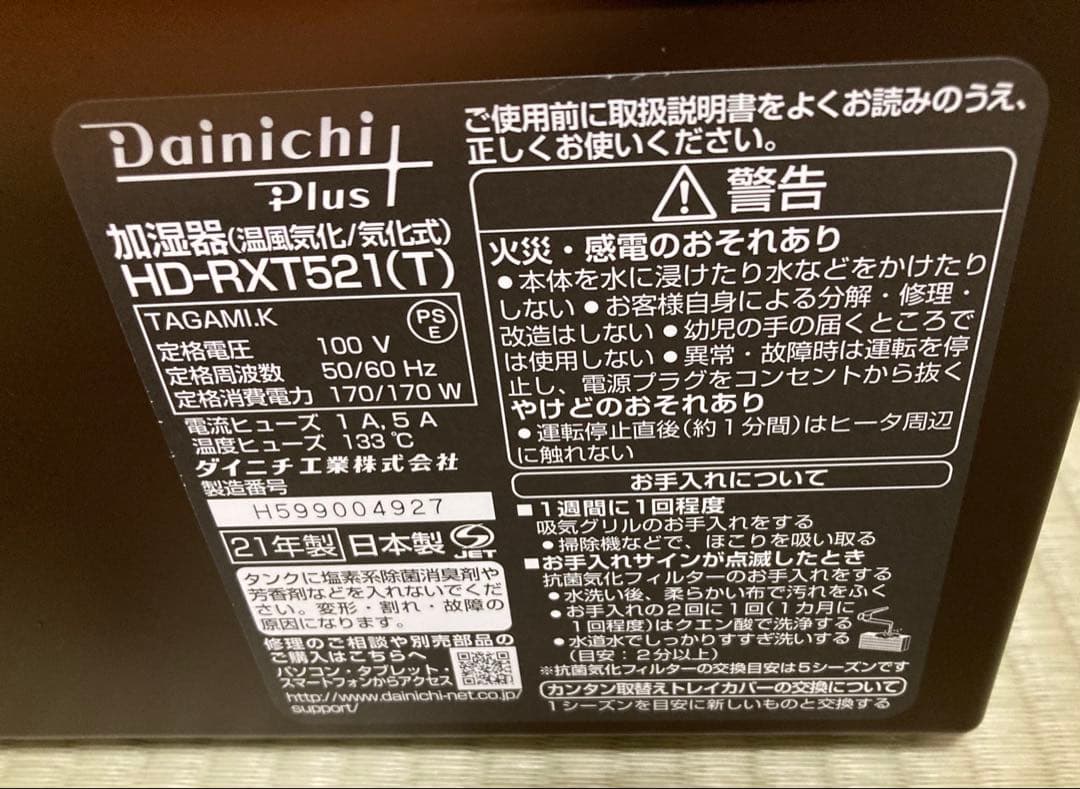 Dainichi
Plus
加湿器(温風気化/気化式)
HD-RXT521(T)
TAGAMI.K
PS
E
定格電圧 100 V
定格周波数 50/60 Hz
定格消費電力 170/170 W
電流ヒューズ 1 A, 5 A
温度ヒューズ 133 ℃
ダイニチ工業株式会社
製造番号
H599004927
21年製 日本製 JET
タンクに塩素系除菌消臭剤や
芳香剤などを入れないでくだ
さい。変形・割れ・故障の
原因になります。
修理のご相談や別売部品の
ご購入はこちらへ
パソコン・タブレット・
スマートフォンからアクセス
http://www.dainichi-net.co.jp/
support/
ご使用前に取扱説明書をよくお読みのうえ、
正しくお使いください。
警告
火災・感電のおそれあり
●本体を水に浸けたり水などをかけたり
しない ●お客様自身による分解・修理・
改造はしない ●幼児の手の届くところで
は使用しない ●異常・故障時は運転を停
止し、電源プラグをコンセントから抜く
やけどのおそれあり
●運転停止直後(約1分間)はヒータ周辺
に触れない
お手入れについて
■1週間に1回程度
吸気グリルのお手入れをする
●掃除機などで、ほこりを吸い取る
■お手入れサインが点滅したとき
抗菌気化フィルターのお手入れをする
●水洗い後、柔らかい布で汚れをふく
●お手入れの2回に1回(1カ月に
1回程度)はクエン酸で洗浄する
●水道水でしっかりすすぎ洗いする
(目安：2分以上)
※抗菌気化フィルターの交換目安は5シーズンです
カンタン取替えトレイカバーの交換について
1シーズンを目安に新しいものと交換する